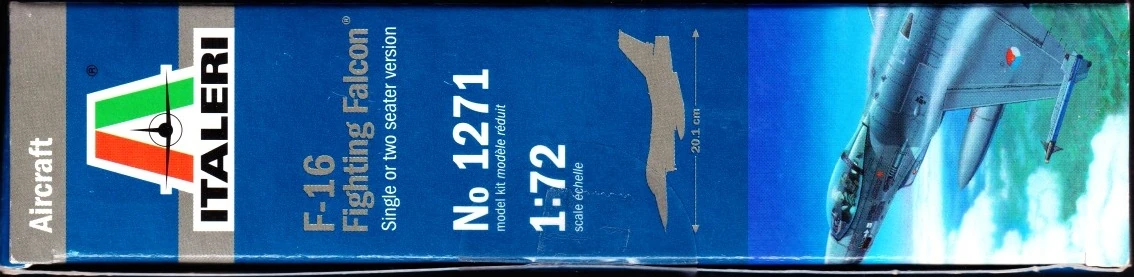 Aircraft
ITALERI®
F-16
Fighting Falcon®
Single or two seater version
No 1271
model kit modèle réduit
1:72
scale échelle
20.1 cm